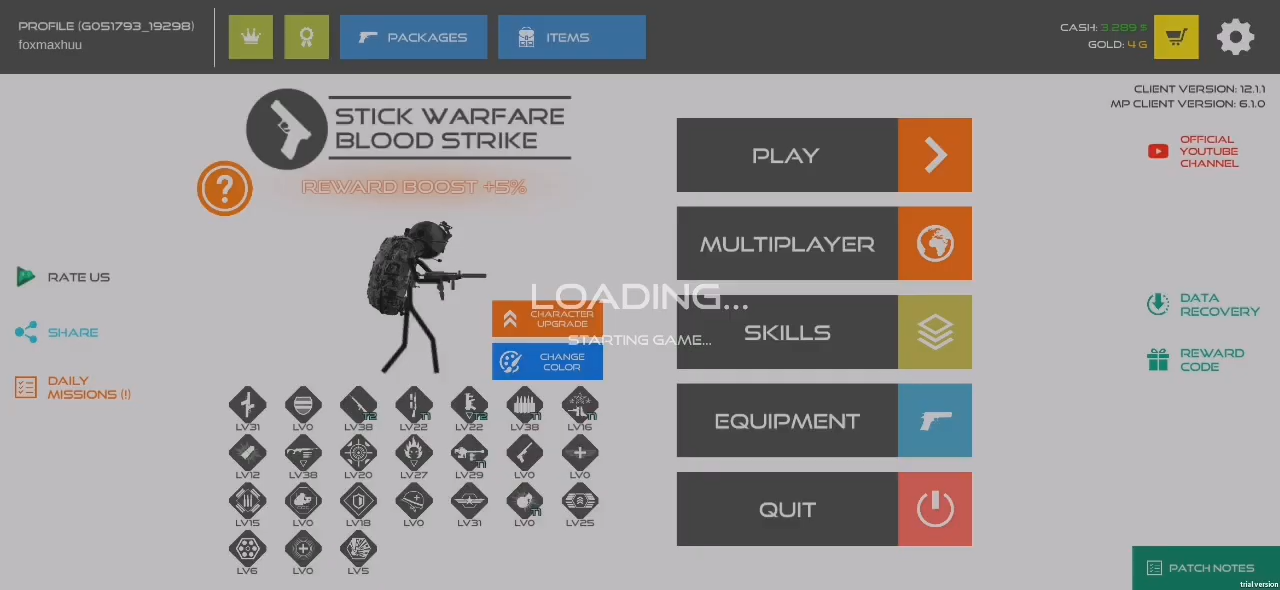 PROFILE (G051793_19298)
foxmaxhuu
PACKAGES
ITEMS
CASH: 3.289 $
GOLD: 4 G
CLIENT VERSION: 12.1.1
MP CLIENT VERSION: 6.1.0
STICK WARFARE
BLOOD STRIKE
REWARD BOOST +5%
?
PLAY
MULTIPLAYER
SKILLS
EQUIPMENT
QUIT
OFFICIAL
YOUTUBE
CHANNEL
RATE US
SHARE
DAILY
MISSIONS (!)
LOADING...
STARTING GAME...
CHARACTER
UPGRADE
CHANGE
COLOR
DATA
RECOVERY
REWARD
CODE
LV31 LV0 LV38 LV22 LV22 LV38 LV16
LV12 LV38 LV20 LV27 LV29 LV0 LV0
LV15 LV0 LV18 LV0 LV31 LV0 LV25
LV6 LV0 LV5
PATCH NOTES
trial version